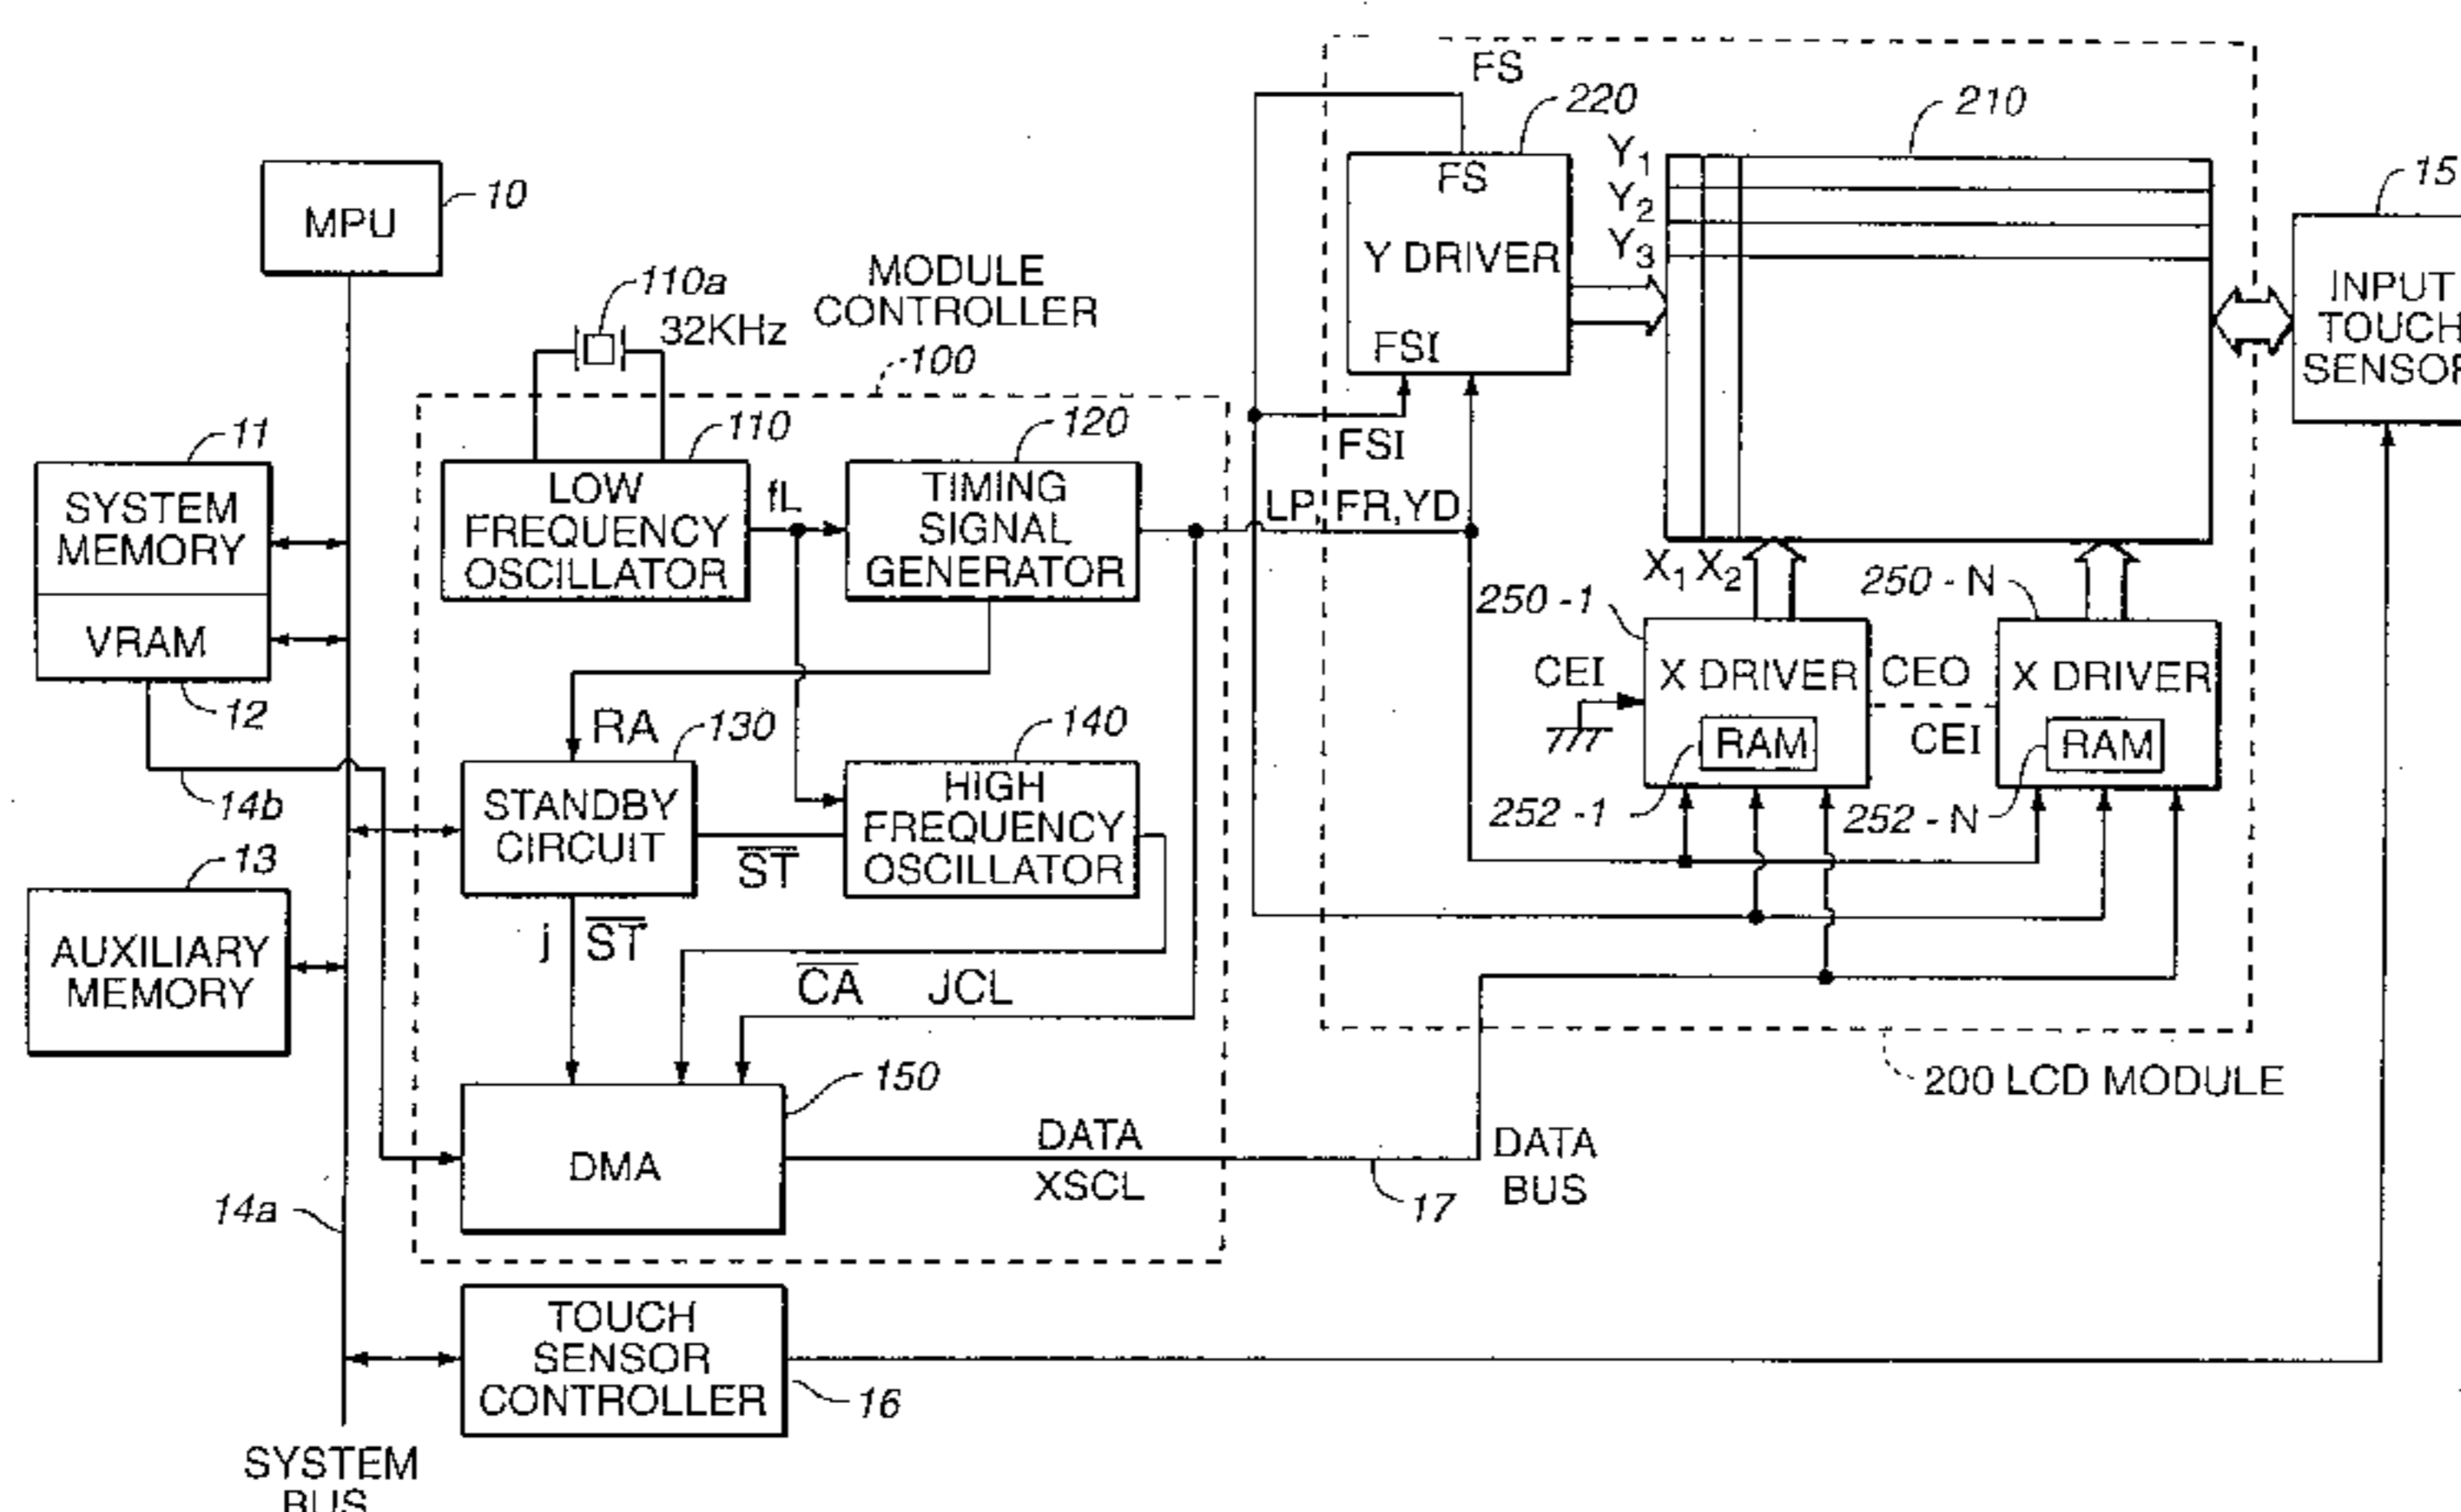 FS
220
210
Y1
Y2
Y3
15
MPU
10
FS
Y DRIVER
FSI
INPUT
TOUCH
110a
32KHz
MODULE
CONTROLLER
100
11
110
120
FSI
SYSTEM
MEMORY
VRAM
LOW
FREQUENCY
OSCILLATOR
fL
TIMING
SIGNAL
GENERATOR
LP, FR, YD
X1 X2
250 - 1
250 - N
12
RA
130
140
CEI
X DRIVER
RAM
CEO
CEI
X DRIVER
RAM
14b
STANDBY
CIRCUIT
ST
HIGH
FREQUENCY
OSCILLATOR
252 - 1
252 - N
13
AUXILIARY
MEMORY
j ST
CA JCL
150
200 LCD MODULE
DMA
DATA
XSCL
17
DATA
BUS
14a
TOUCH
SENSOR
CONTROLLER
16
SYSTEM
BUS